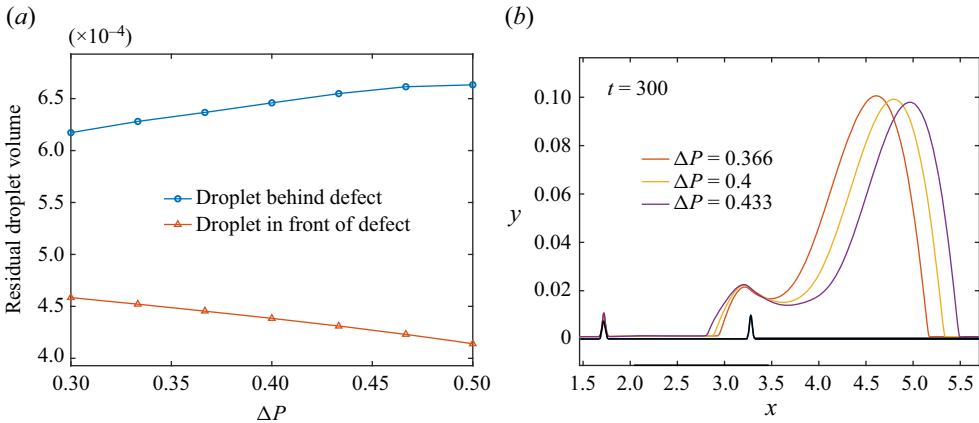 (a)
(×10⁻⁴)
Residual droplet volume
6.5
6.0
5.5
5.0
4.5
4.0
Droplet behind defect
Droplet in front of defect
0.30 0.35 0.40 0.45 0.50
ΔP
(b)
y
0.10
0.08
0.06
0.04
0.02
0
t = 300
ΔP = 0.366
ΔP = 0.4
ΔP = 0.433
1.5 2.0 2.5 3.0 3.5 4.0 4.5 5.0 5.5
x